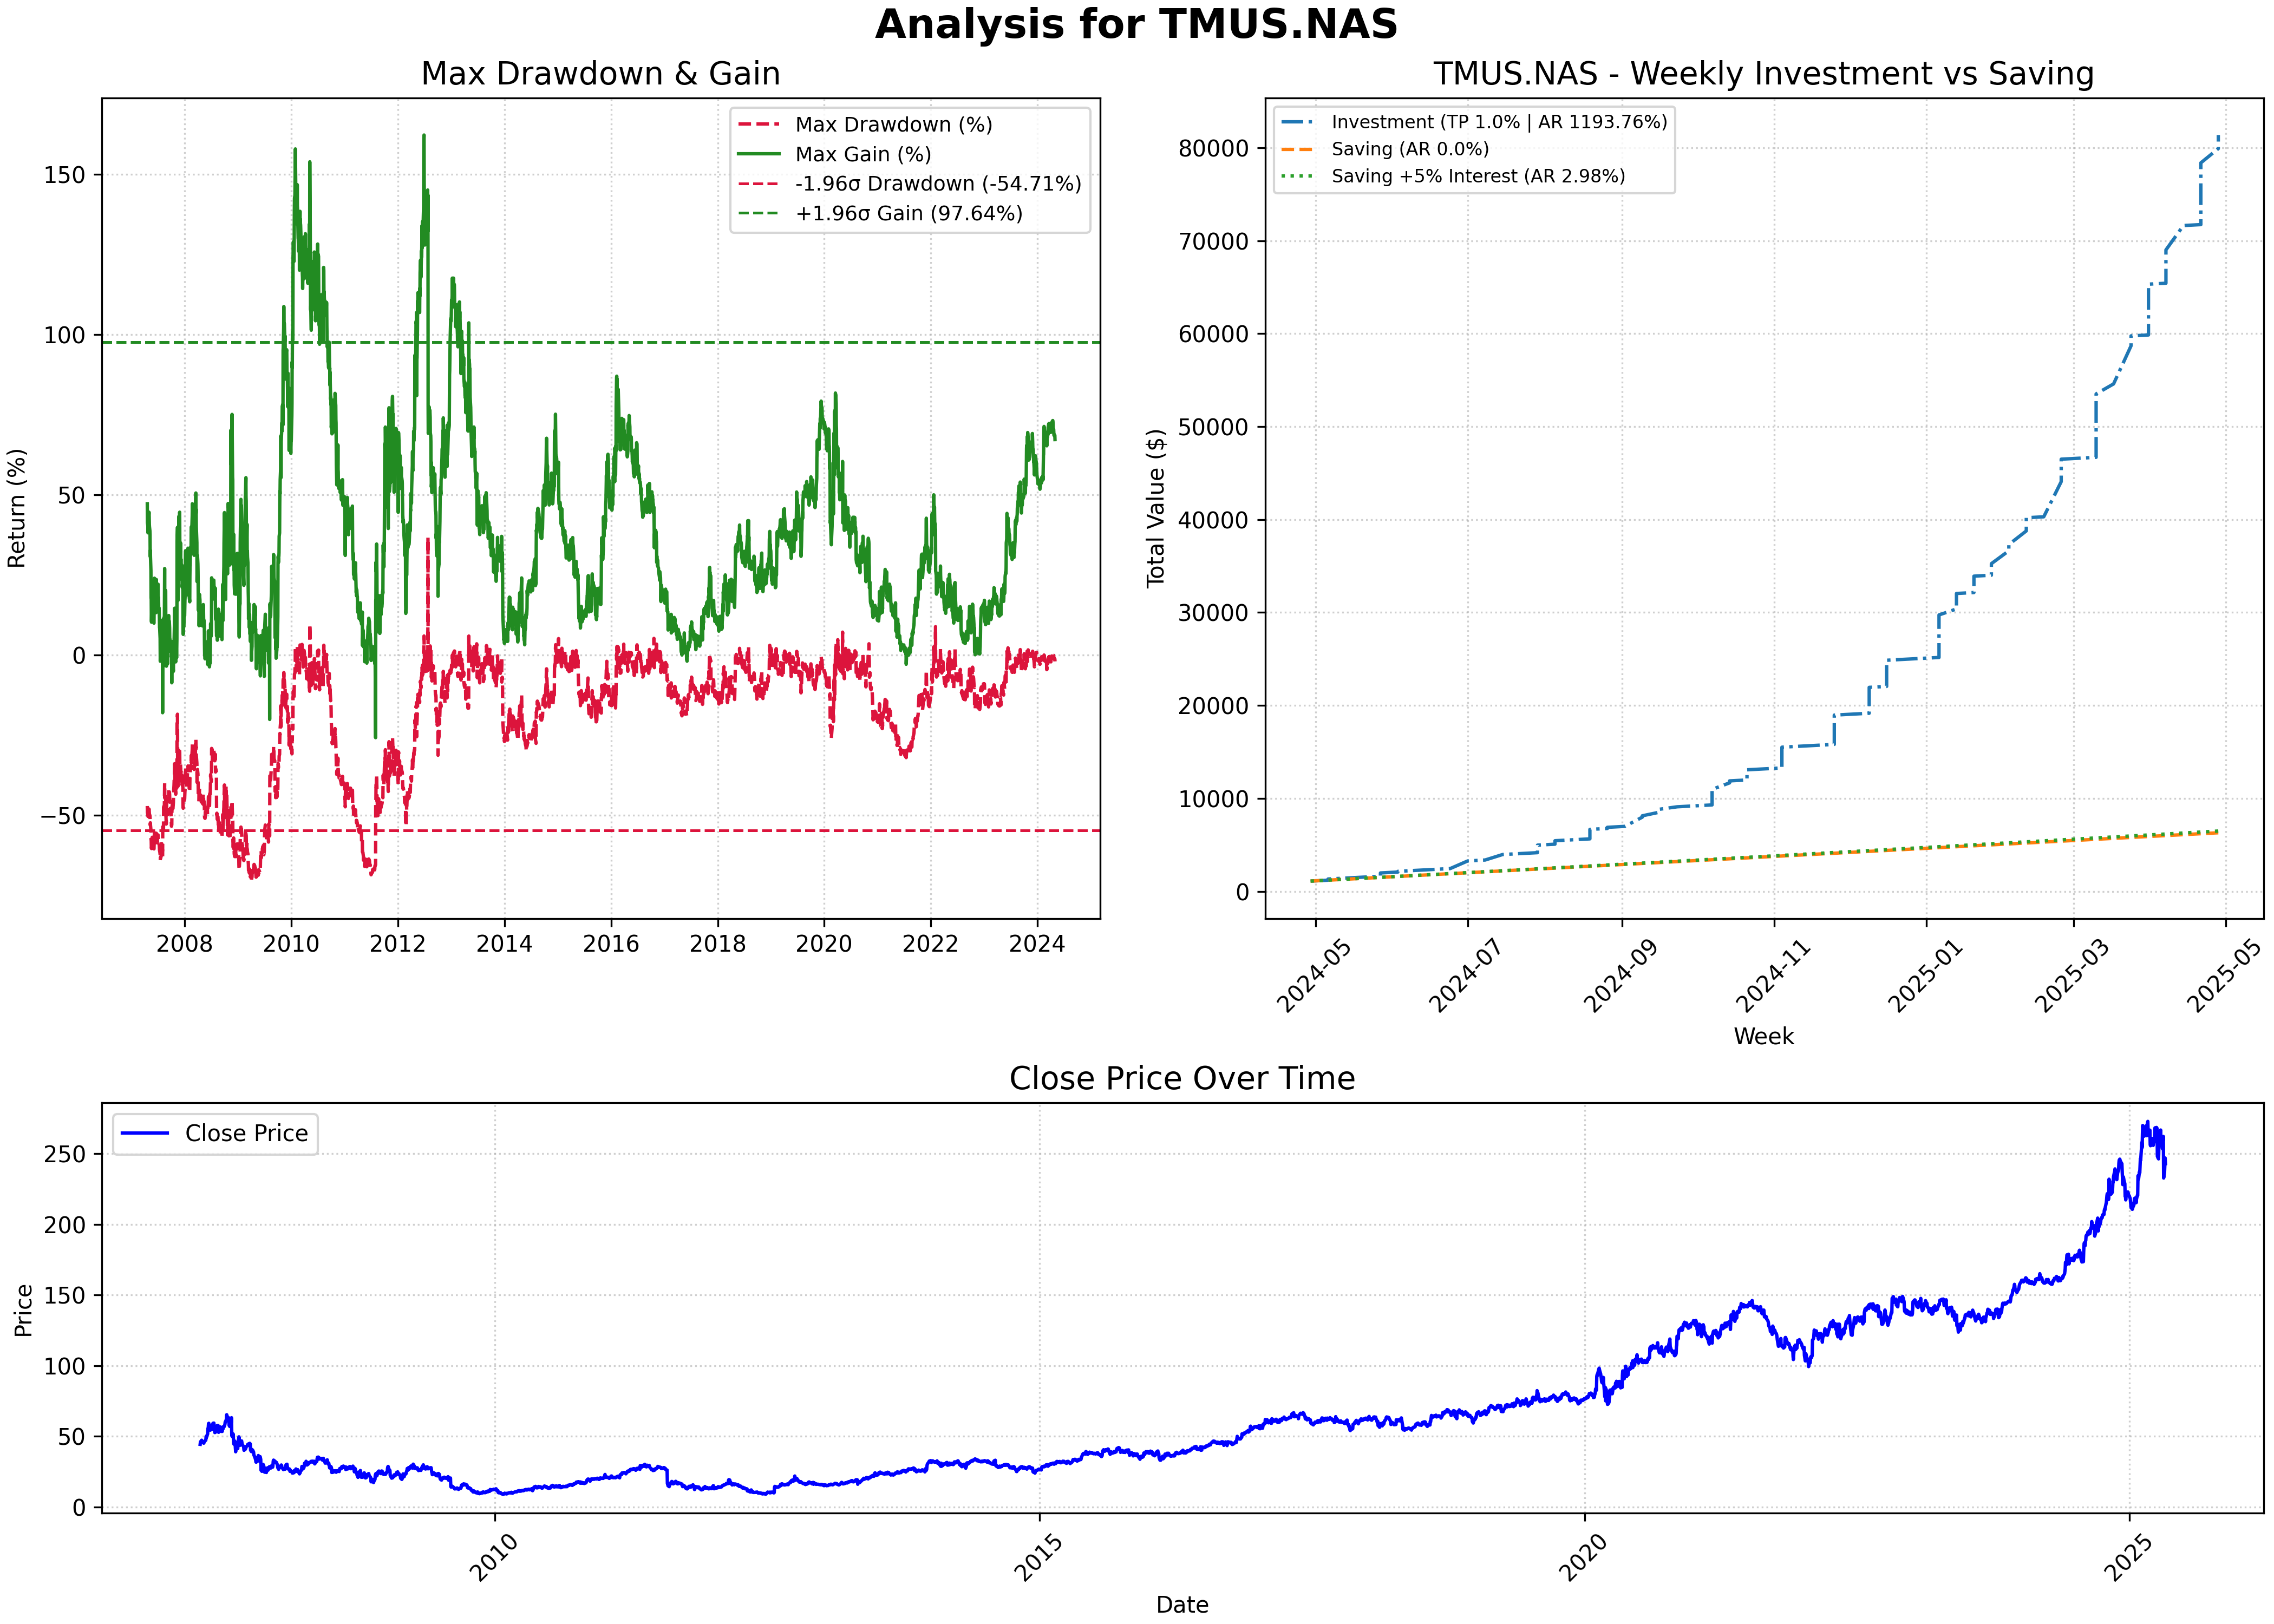 Analysis for TMUS.NAS
Max Drawdown & Gain
Max Drawdown (%)
Max Gain (%)
-1.96σ Drawdown (-54.71%)
+1.96σ Gain (97.64%)
Return (%)
150
100
50
0
−50
2008 2010 2012 2014 2016 2018 2020 2022 2024
TMUS.NAS - Weekly Investment vs Saving
Investment (TP 1.0% | AR 1193.76%)
Saving (AR 0.0%)
Saving +5% Interest (AR 2.98%)
Total Value ($)
80000
70000
60000
50000
40000
30000
20000
10000
0
2024-05 2024-07 2024-09 2024-11 2025-01 2025-03 2025-05
Week
Close Price Over Time
Close Price
Price
250
200
150
100
50
0
2010 2015 2020 2025
Date